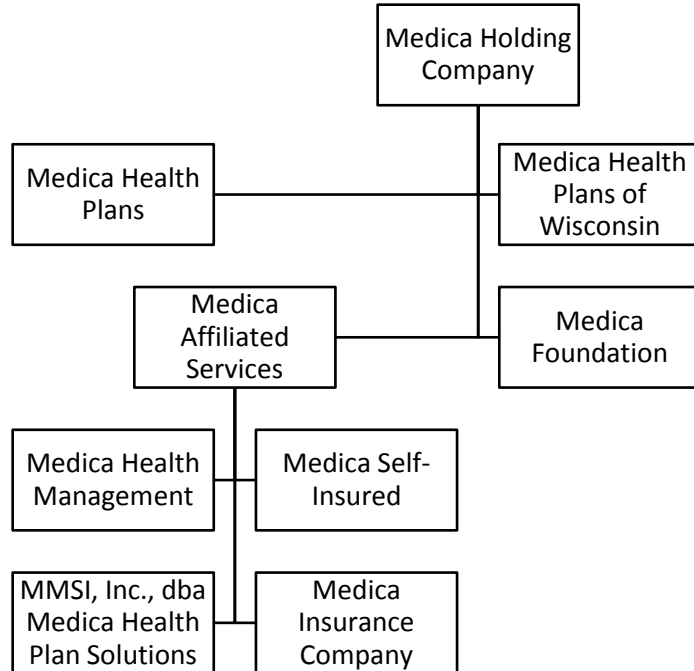 Medica Holding
Company
Medica Health
Plans
Medica Health
Plans of
Wisconsin
Medica
Affiliated
Services
Medica
Foundation
Medica Health
Management
Medica Self-
Insured
MMSI, Inc., dba
Medica Health
Plan Solutions
Medica
Insurance
Company